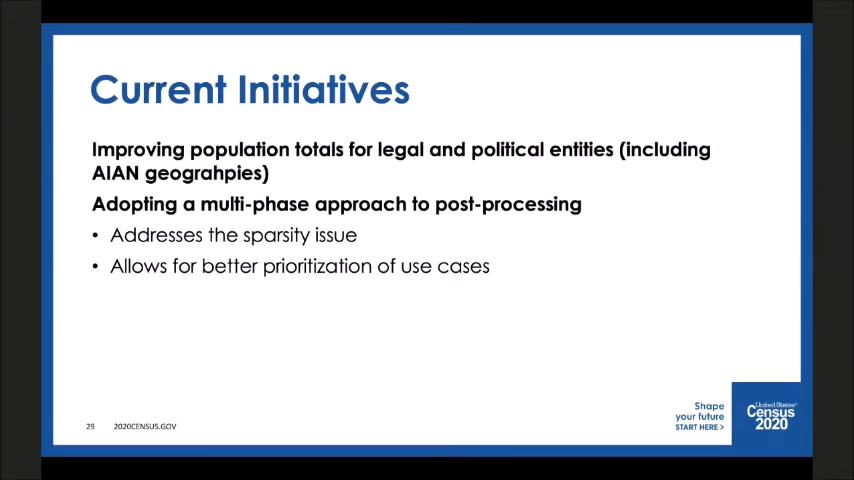 Current Initiatives
Improving population totals for legal and political entities (including
AIAN geograhpies)
Adopting a multi-phase approach to post-processing
• Addresses the sparsity issue
• Allows for better prioritization of use cases
Shape
your future
START HERE >
United States®
Census
2020
29 2020CENSUS.GOV